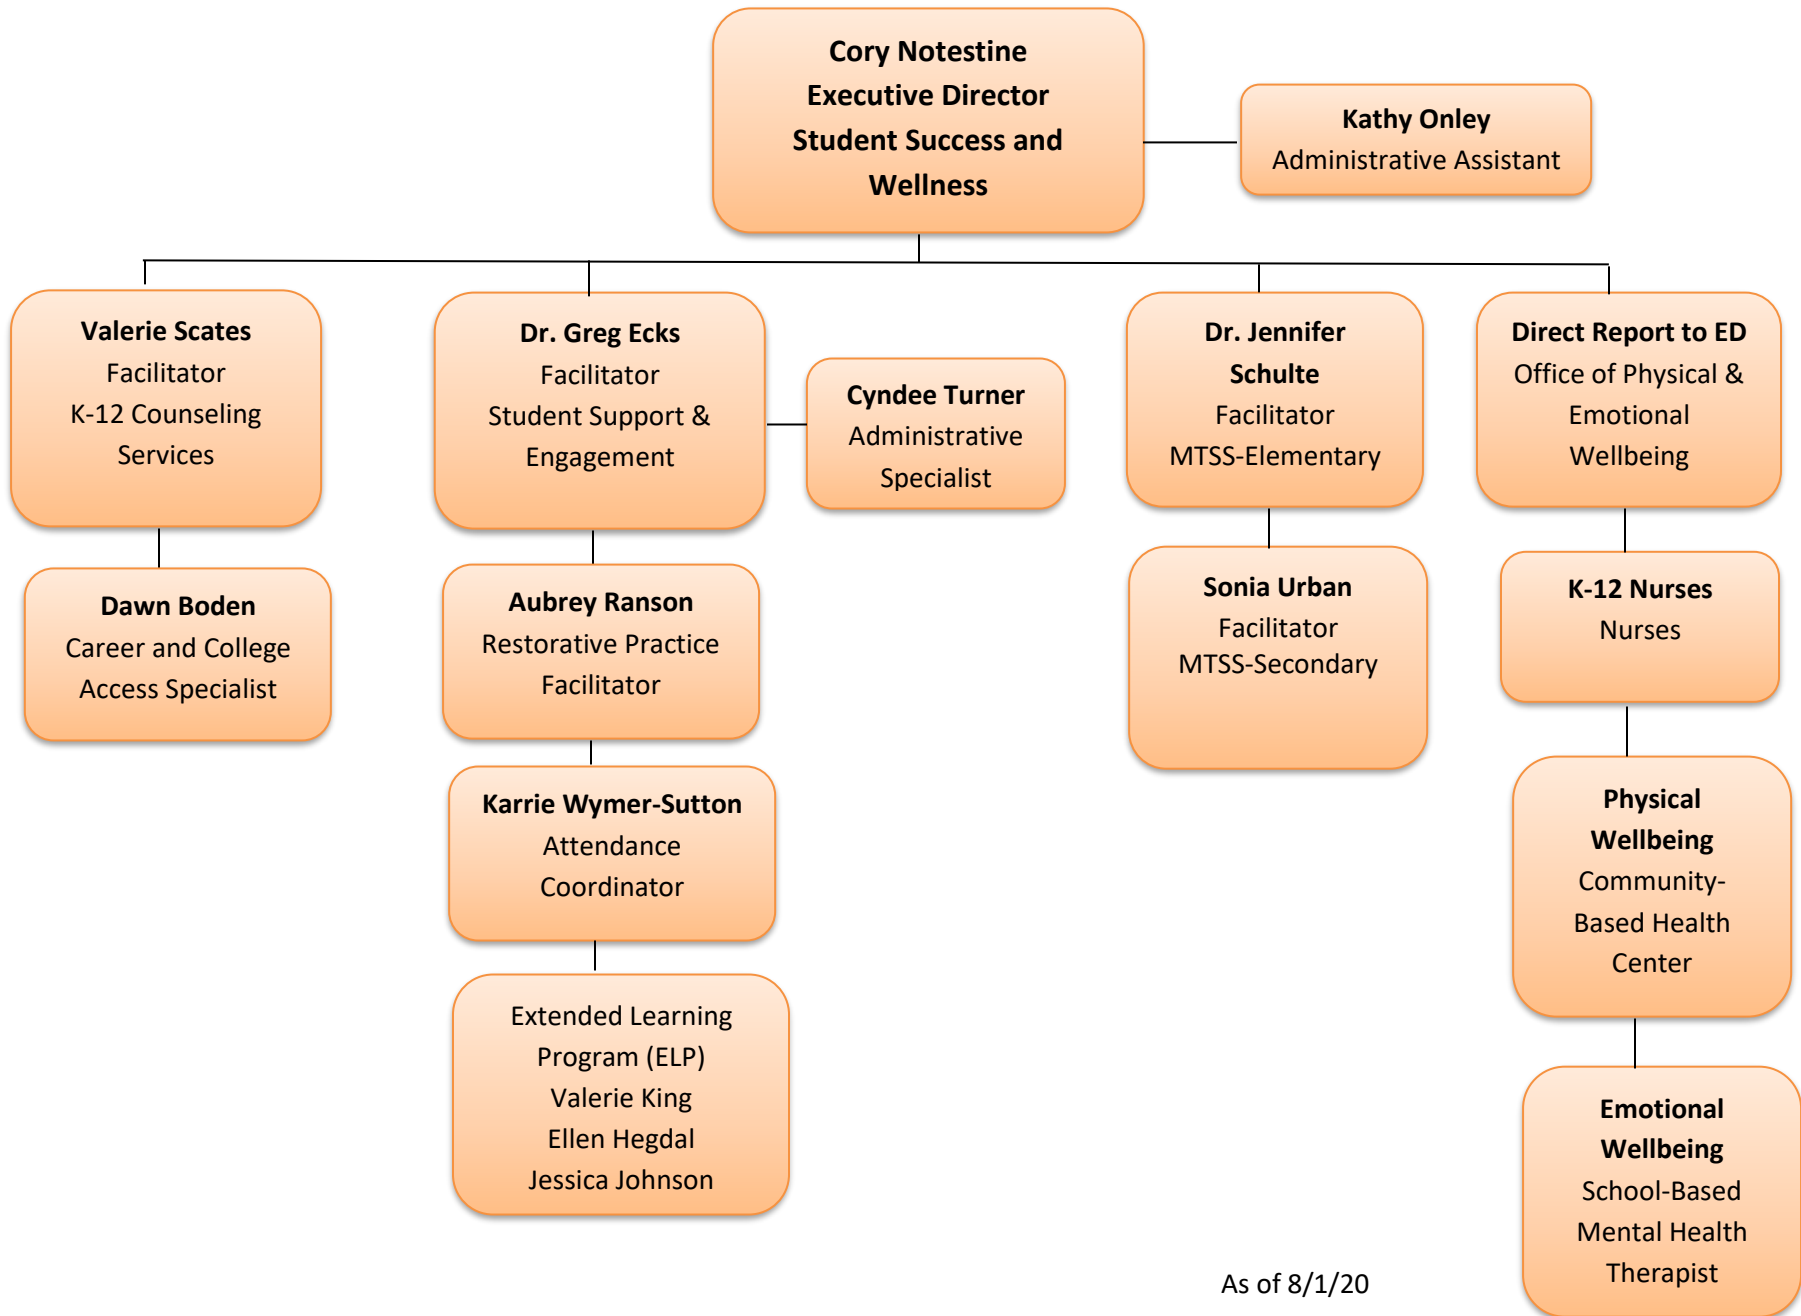 Cory Notestine
Executive Director
Student Success and
Wellness
Kathy Onley
Administrative Assistant
Valerie Scates
Facilitator
K-12 Counseling
Services
Dr. Greg Ecks
Facilitator
Student Support &
Engagement
Cyndee Turner
Administrative
Specialist
Dr. Jennifer
Schulte
Facilitator
MTSS-Elementary
Direct Report to ED
Office of Physical &
Emotional
Wellbeing
Dawn Boden
Career and College
Access Specialist
Aubrey Ranson
Restorative Practice
Facilitator
Sonia Urban
Facilitator
MTSS-Secondary
K-12 Nurses
Nurses
Karrie Wymer-Sutton
Attendance
Coordinator
Physical
Wellbeing
Community-
Based Health
Center
Extended Learning
Program (ELP)
Valerie King
Ellen Hegdal
Jessica Johnson
Emotional
Wellbeing
School-Based
Mental Health
Therapist
As of 8/1/20